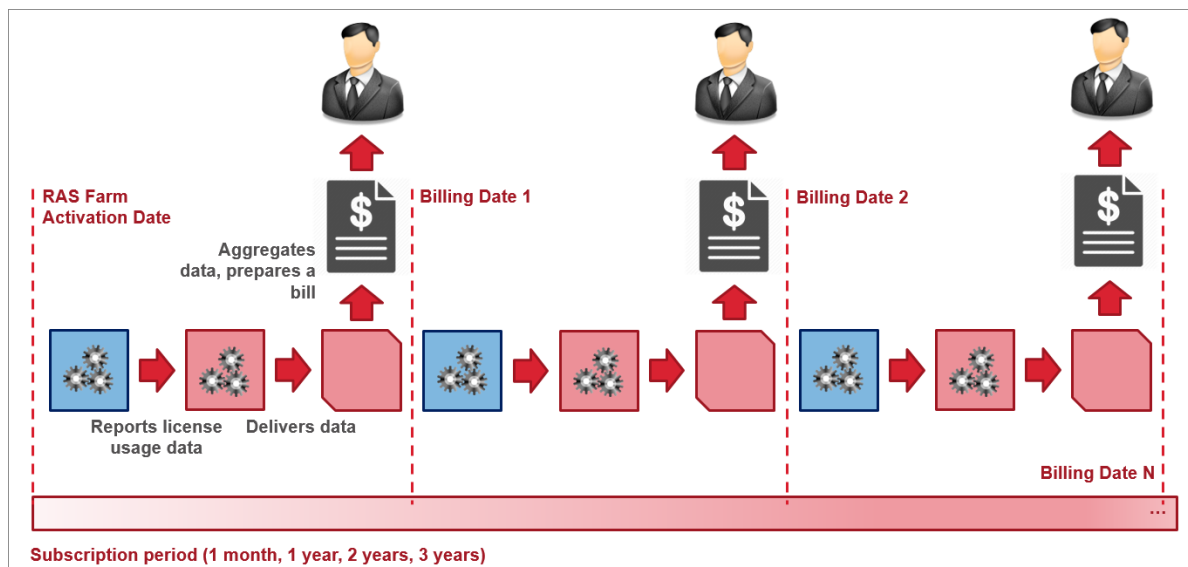 RAS Farm
Activation Date
$
Billing Date 1
$
Billing Date 2
$
Aggregates
data, prepares a
bill
Reports license
usage data
Delivers data
Billing Date N
...
Subscription period (1 month, 1 year, 2 years, 3 years)